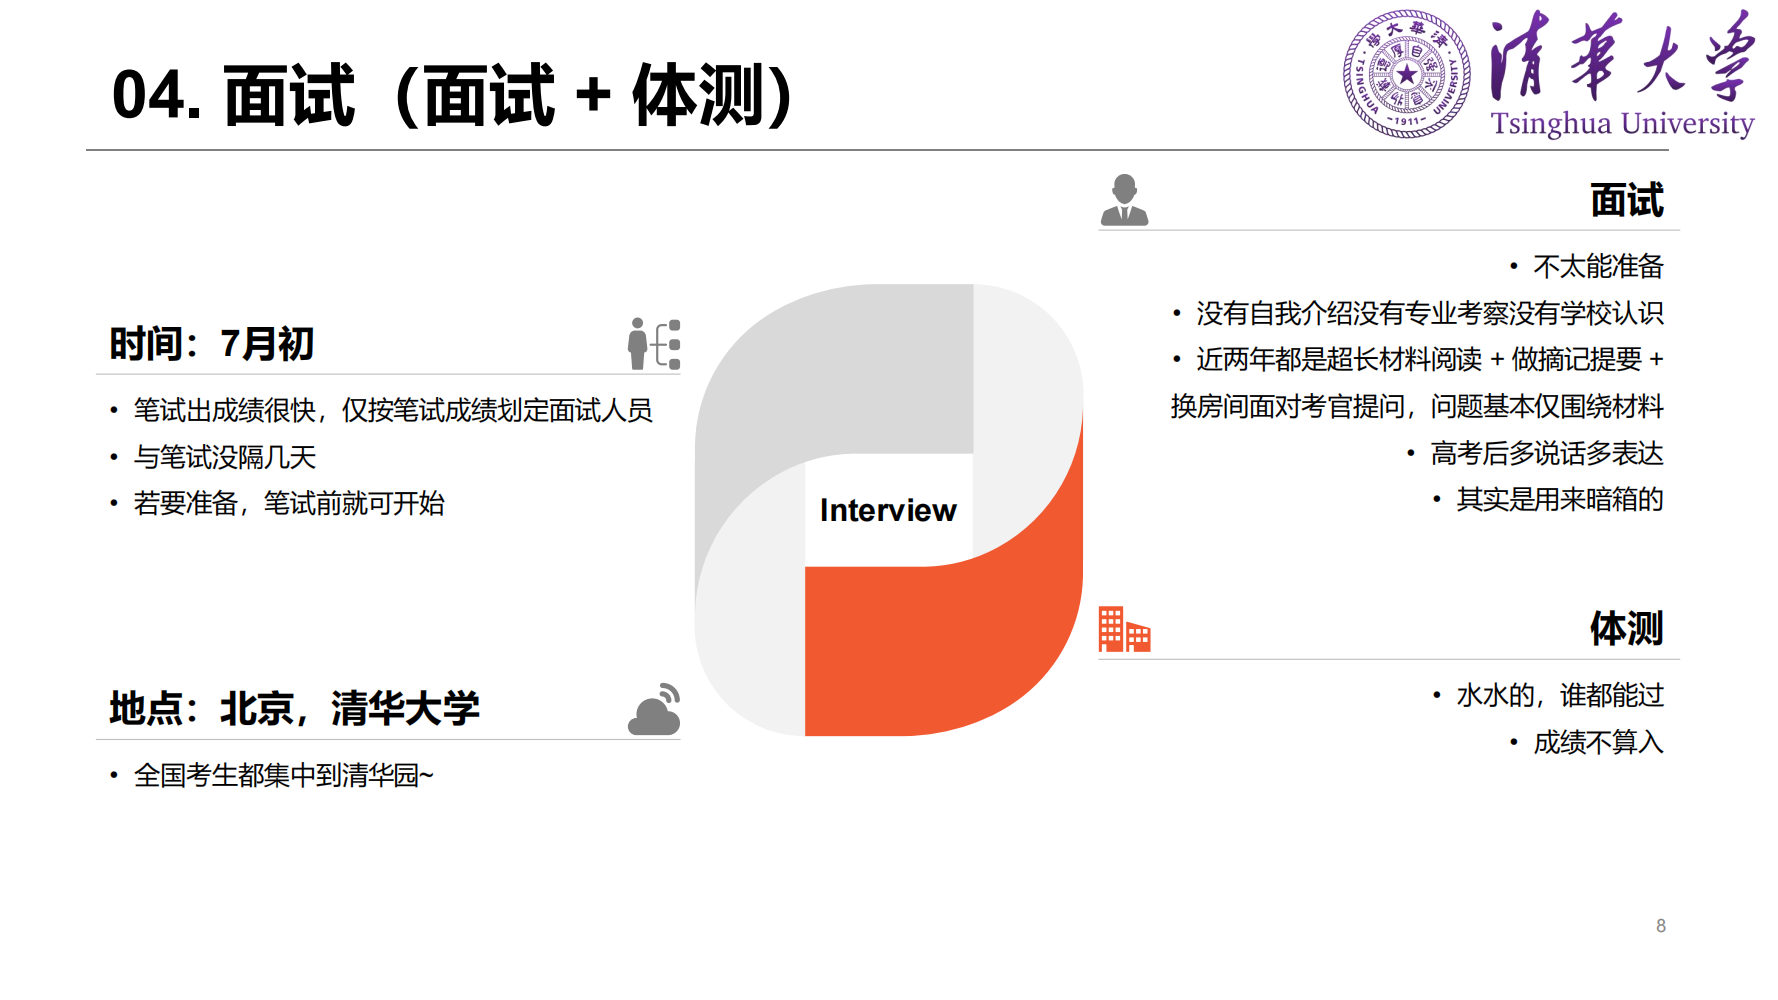 04. 面试（面试 + 体测）
清華大学
Tsinghua University
TSINGHUA UNIVERSITY
-1911-
时间：7月初
• 笔试出成绩很快，仅按笔试成绩划定面试人员
• 与笔试没隔几天
• 若要准备，笔试前就可开始
地点：北京，清华大学
• 全国考生都集中到清华园~
Interview
面试
• 不太能准备
• 没有自我介绍没有专业考察没有学校认识
• 近两年都是超长材料阅读 + 做摘记提要 +
换房间面对考官提问，问题基本仅围绕材料
• 高考后多说话多表达
• 其实是用来暗箱的
体测
• 水水的，谁都能过
• 成绩不算入
8